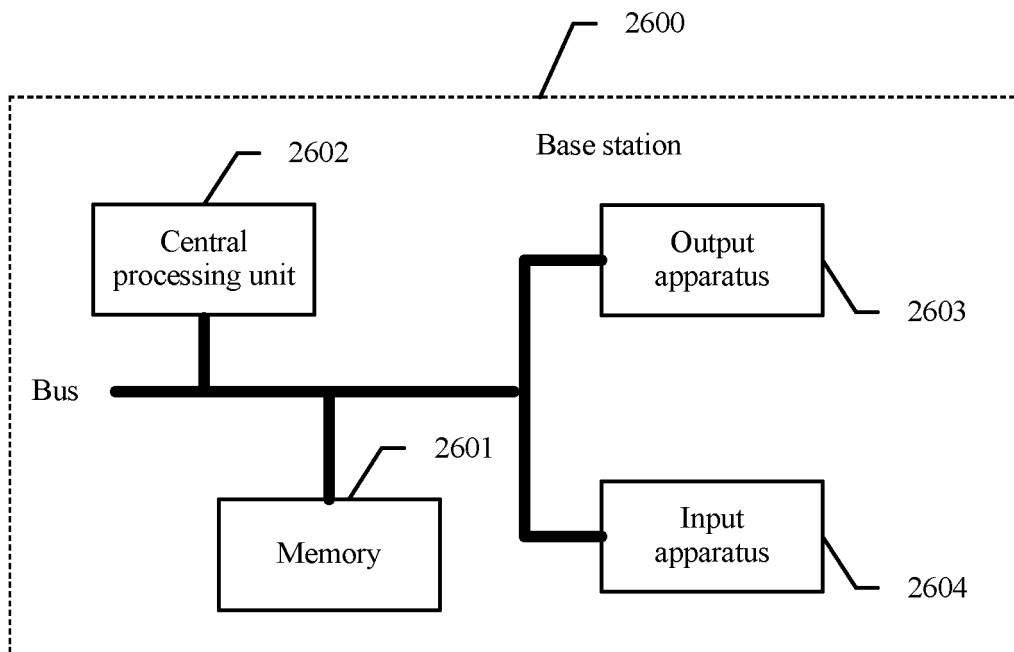 2600
Base station
2602
Central
processing unit
Output
apparatus
2603
Bus
2601
Memory
Input
apparatus
2604